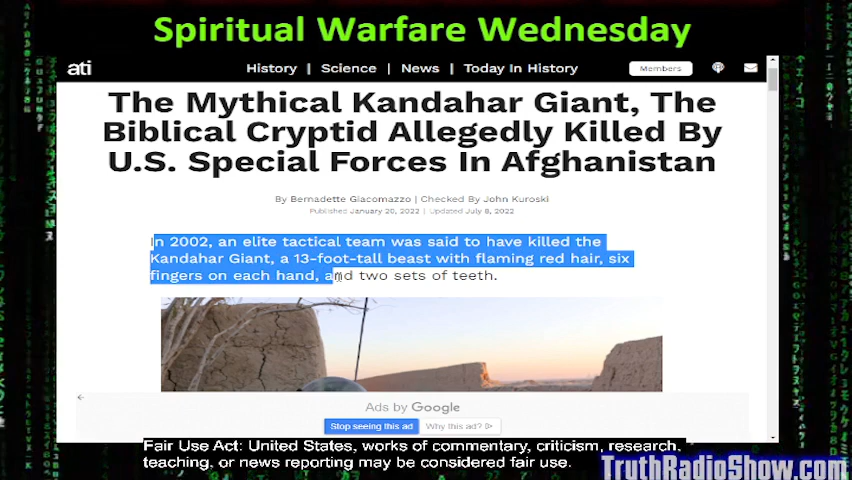 Spiritual Warfare Wednesday
ati History | Science | News | Today In History Members
The Mythical Kandahar Giant, The
Biblical Cryptid Allegedly Killed By
U.S. Special Forces In Afghanistan
By Bernadette Giacomazzo | Checked By John Kuroski
Published January 20, 2022 | Updated July 8, 2022
In 2002, an elite tactical team was said to have killed the
Kandahar Giant, a 13-foot-tall beast with flaming red hair, six
fingers on each hand, and two sets of teeth.
Ads by Google
Stop seeing this ad Why this ad?
Fair Use Act: United States, works of commentary, criticism, research,
teaching, or news reporting may be considered fair use.
TruthRadioShow.com